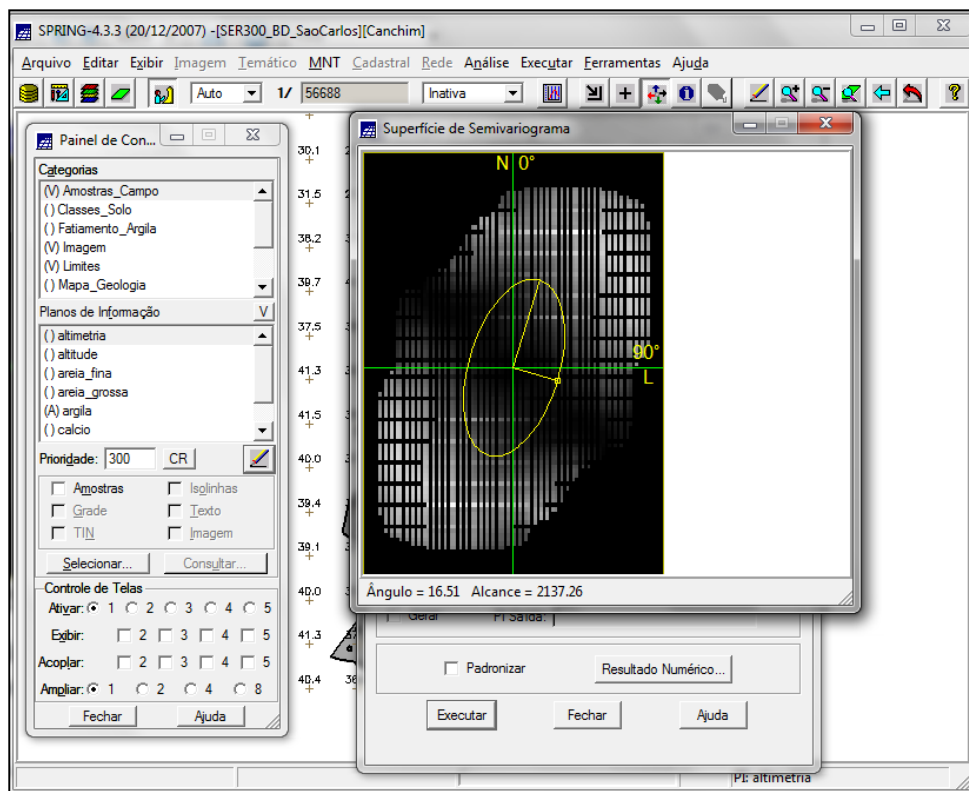 SPRING-4.3.3 (20/12/2007) -[SER300_BD_SaoCarlos][Canchim]
Arquivo Editar Exibir Imagem Temático MNT Cadastral Rede Análise Executar Ferramentas Ajuda
Auto 1/ 56688 Inativa
Painel de Con...
Categorias
(V) Amostras_Campo
( ) Classes_Solo
( ) Fatiamento_Argila
(V) Imagem
(V) Limites
( ) Mapa_Geologia
Planos de Informação V
( ) altimetria
( ) altitude
( ) areia_fina
( ) areia_grossa
(A) argila
( ) calcio
Prioridade: 300 CR
Amostras Isolinhas
Grade Texto
TIN Imagem
Selecionar... Consultar...
Controle de Telas
Ativar: 1 2 3 4 5
Exibir: 2 3 4 5
Acoplar: 2 3 4 5
Ampliar: 1 2 4 8
Fechar Ajuda
30.1
31.5
38.2
39.7
37.5
41.3
41.5
40.0
39.4
39.1
40.0
41.3
40.4
Superfície de Semivariograma
N 0°
90°
L
Ângulo = 16.51 Alcance = 2137.26
Gerar PI Saída:
Padronizar Resultado Numérico...
Executar Fechar Ajuda
PI: altimetria